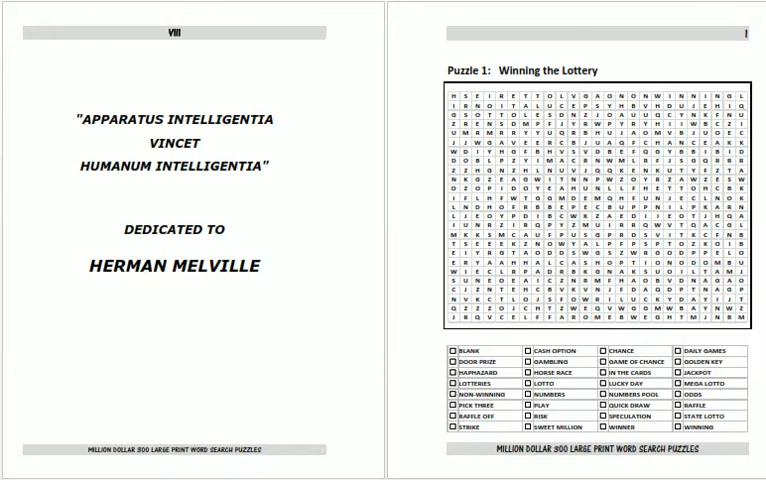 VIII
"APPARATUS INTELLIGENTIA
VINCET
HUMANUM INTELLIGENTIA"
DEDICATED TO
HERMAN MELVILLE
MILLION DOLLAR 300 LARGE PRINT WORD SEARCH PUZZLES
Puzzle 1: Winning the Lottery
H S E I R E T T O L V G A O N O N W I N N I N G L
I R N O I T A L U C E P S Y H B V H D U J E H I Q
G S O T T O L E S D N Z J O A U U Q C Y N K F N U
Z R E N S D M P F J Y R W P Y R Y H I I W B C Z I
U M R M R R Y Y U Q R B H U J A O M V B J U O E C
J J W G A V E E R C B J U A Q F C H A N C E A K K
W D I Y H G F B H V S V D B E F Q G Y B B I B I D
D O B L P Z Y I M A C R N W M L R F J S G Q R R R
Z Z H G N Z H L N U V J Q Q K E N K U T Y F Z T A
N K G Z E A G W I T N N P W Z O Y R Z A W Z E S W
O Z O P I D O Y E A H U N L L F H E T T O H C B K
I F L H F W T G G M D E M Q H F U N J E C L N O K
L N D H O F R B B E P E C B U P P N I L P K A R N
L J E O Y P D I B C W K Z A E D I J E O T J H Q A
I U N R Z I R Q P Y Z M U I R R Q W V T Q A C G L
M K K S M C A U F P U S G P R D S V I T K C F N B
T S E E E K Z N O W Y A L P F P S P T O Z K O I B
E I Y R G T A O D D S W G S Z W R G O D P P E L O
E R Y A A H H A L C A S H O P T I O N O D O M B U
W I E C L R P A D R B K G N A K S U O I L T A M J
S U N E O E A I C Z N R M F H A O B V D N A G A O
C J Z N T E H C B V K V N J F D A Q D P T N A G P
N V K C T L O J S F O W R I L U C K Y D A Y I J T
Q Z Z Z O J C H T Z W E Q V W G G M W B A Y N W Z
J R Q V C E L F F A R O M E B W E G H T M J N B M
BLANK CASH OPTION CHANCE DAILY GAMES
DOOR PRIZE GAMBLING GAME OF CHANCE GOLDEN KEY
HAPHAZARD HORSE RACE IN THE CARDS JACKPOT
LOTTERIES LOTTO LUCKY DAY MEGA LOTTO
NON-WINNING NUMBERS NUMBERS POOL ODDS
PICK THREE PLAY QUICK DRAW RAFFLE
RAFFLE OFF RISK SPECULATION STATE LOTTO
STRIKE SWEET MILLION WINNER WINNING
MILLION DOLLAR 300 LARGE PRINT WORD SEARCH PUZZLES